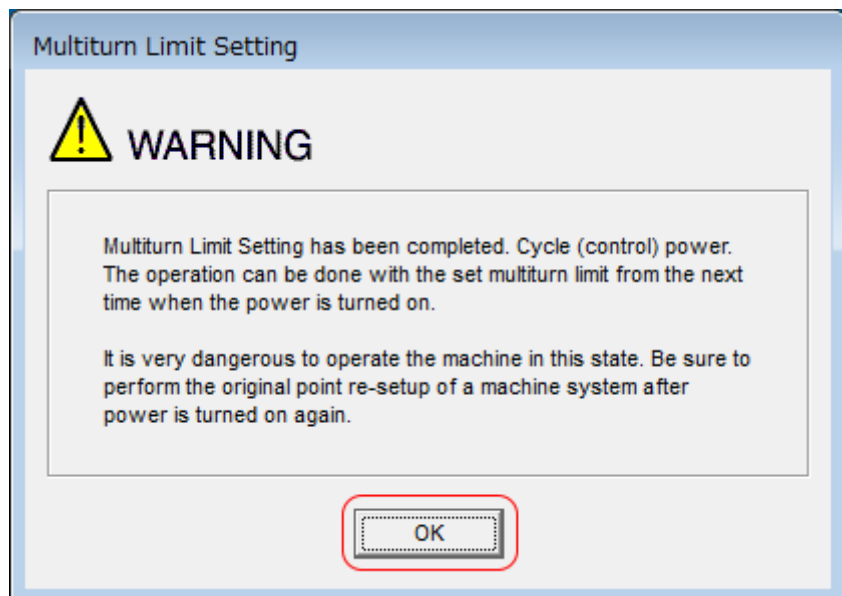 Multiturn Limit Setting
WARNING
Multiturn Limit Setting has been completed. Cycle (control) power.
The operation can be done with the set multiturn limit from the next
time when the power is turned on.
It is very dangerous to operate the machine in this state. Be sure to
perform the original point re-setup of a machine system after
power is turned on again.
OK